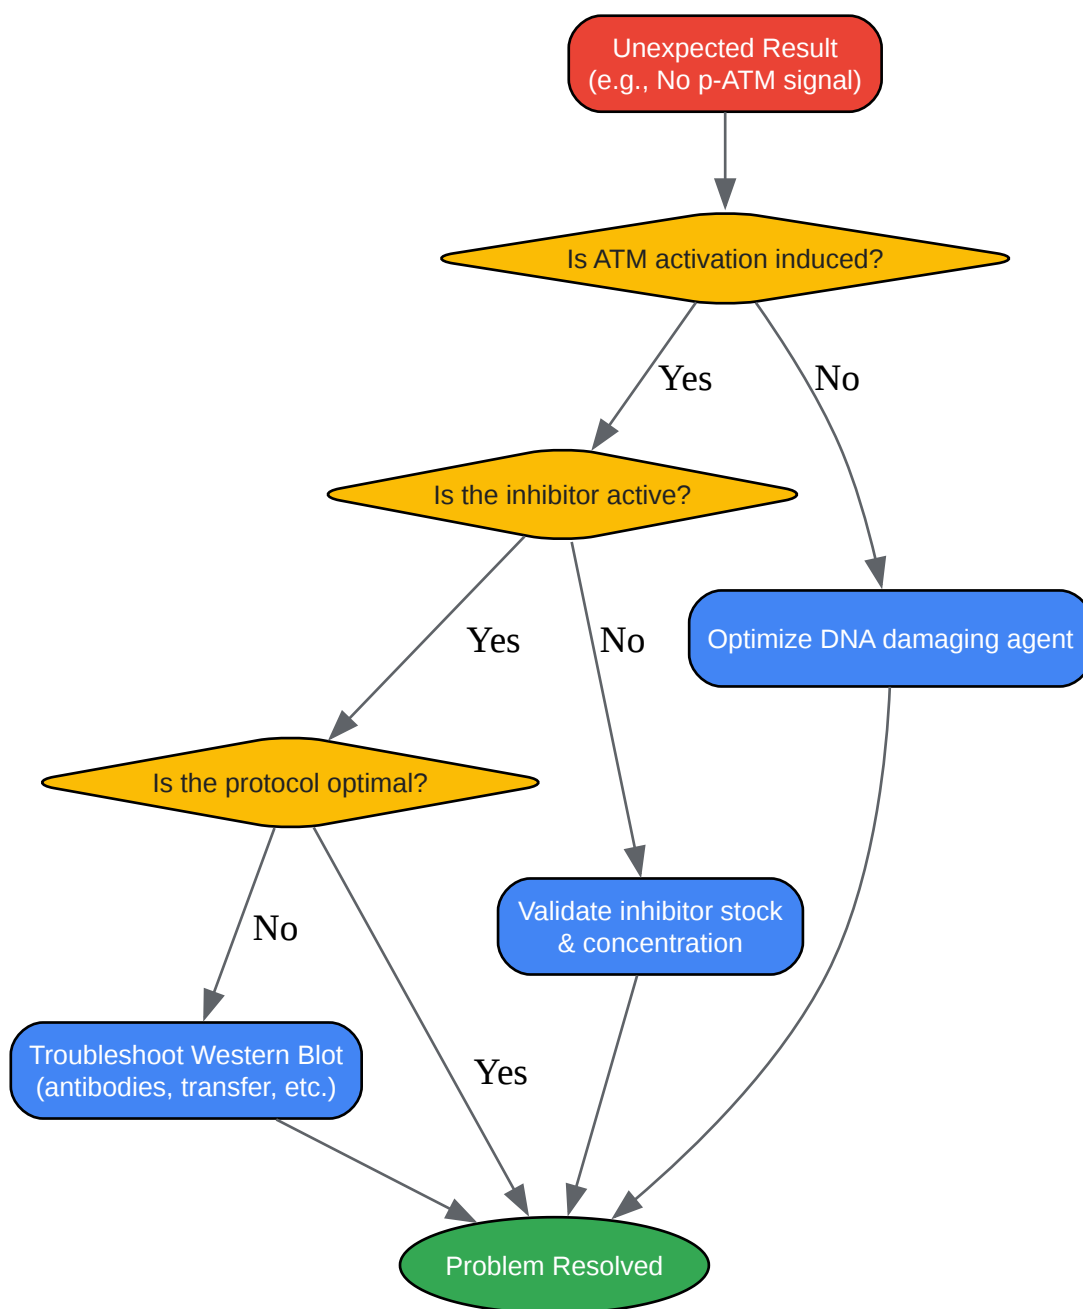 Unexpected Result
(e.g., No p-ATM signal)
Is ATM activation induced?
Yes
No
Is the inhibitor active?
Yes
No
Optimize DNA damaging agent
Is the protocol optimal?
No
Yes
Validate inhibitor stock
& concentration
Troubleshoot Western Blot
(antibodies, transfer, etc.)
Problem Resolved